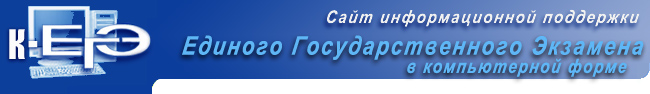 К-ЕГЭ
Сайт информационной поддержки
Единого Государственного Экзамена
в компьютерной форме